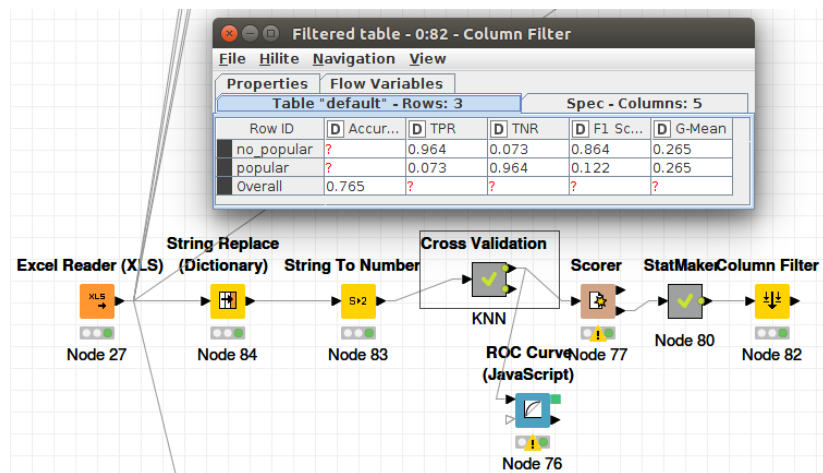 Filtered table - 0:82 - Column Filter
File Hilite Navigation View
Properties Flow Variables
Table "default" - Rows: 3 Spec - Columns: 5
Row ID D Accur... D TPR D TNR D F1 Sc... D G-Mean
no_popular ? 0.964 0.073 0.864 0.265
popular ? 0.073 0.964 0.122 0.265
Overall 0.765 ? ? ? ?
String Replace Cross Validation
Excel Reader (XLS) (Dictionary) String To Number Scorer StatMaker Column Filter
XLS S 2
KNN
Node 27 Node 84 Node 83 Node 77 Node 80 Node 82
ROC Curve
(JavaScript)
Node 76